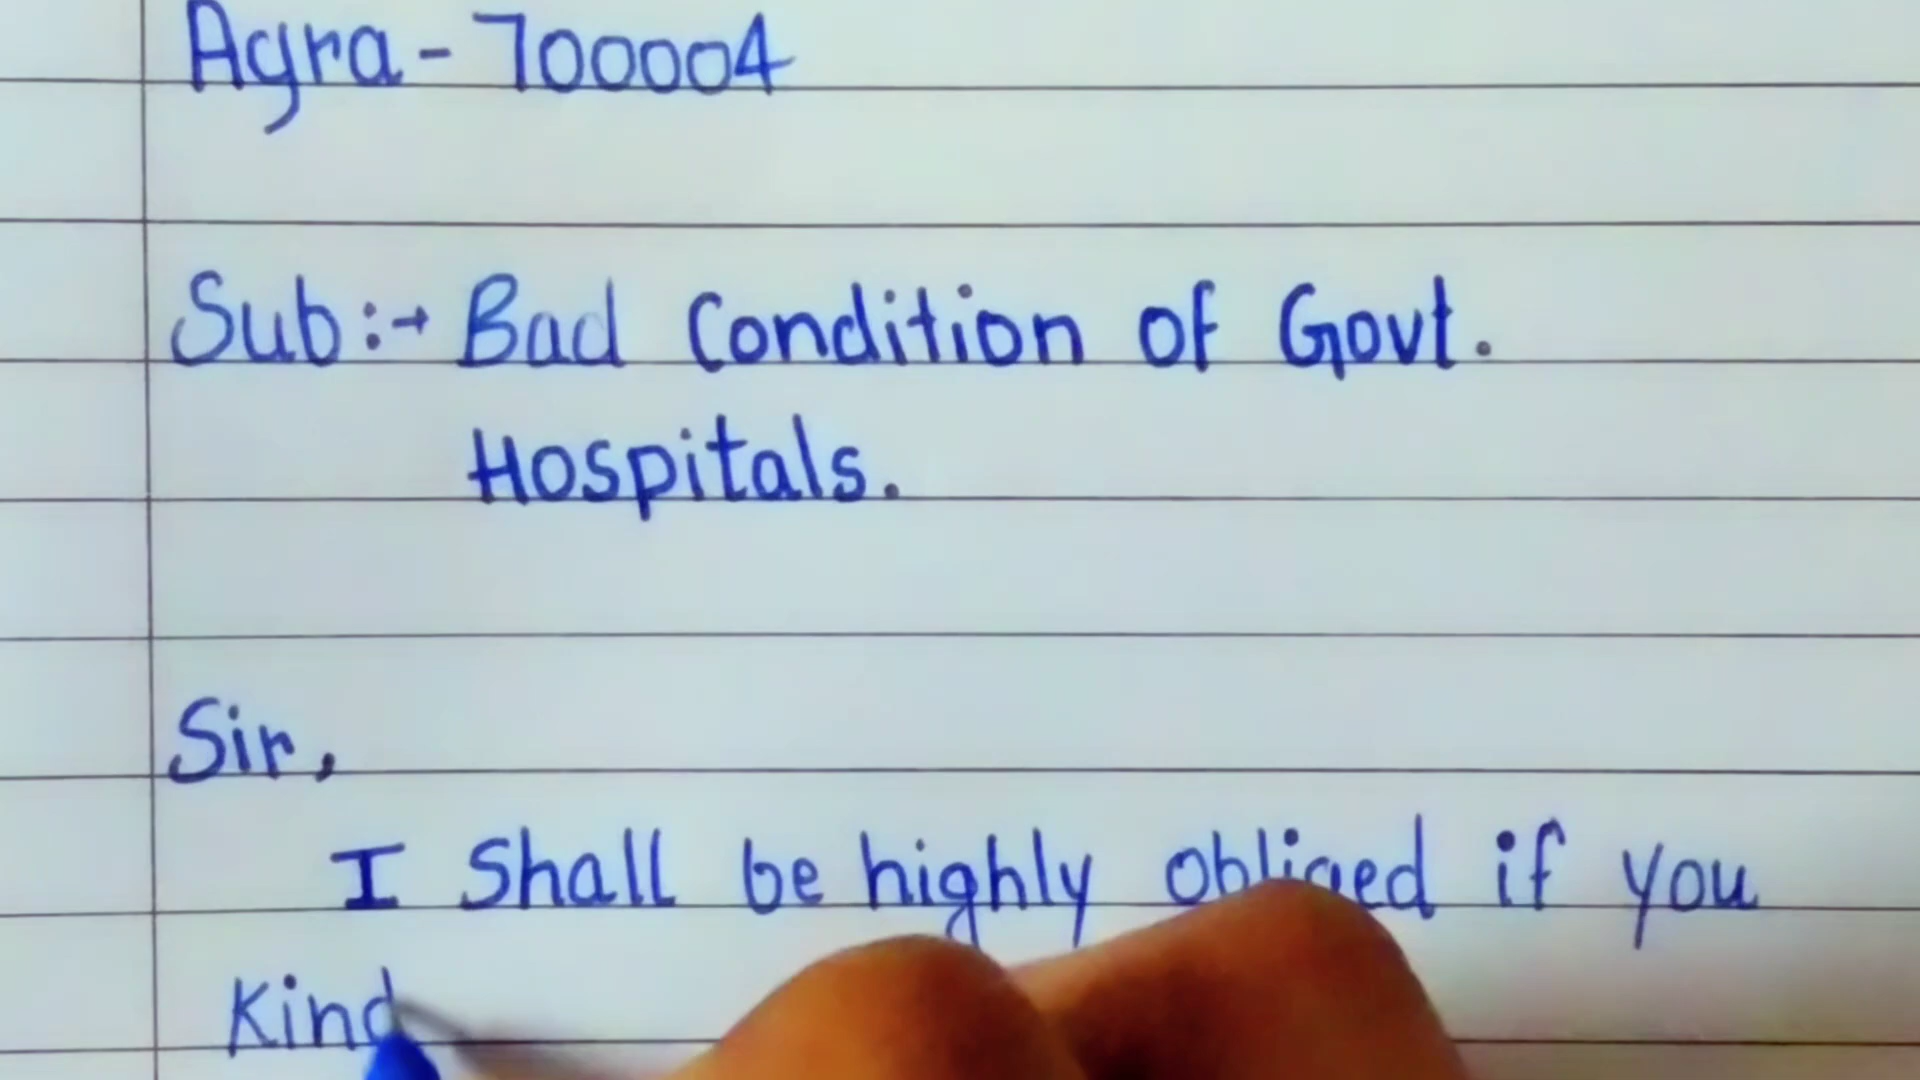 Agra - 700004
Sub :→ Bad Condition of Govt.
Hospitals.
Sir,
I Shall be highly obliged if you
Kind